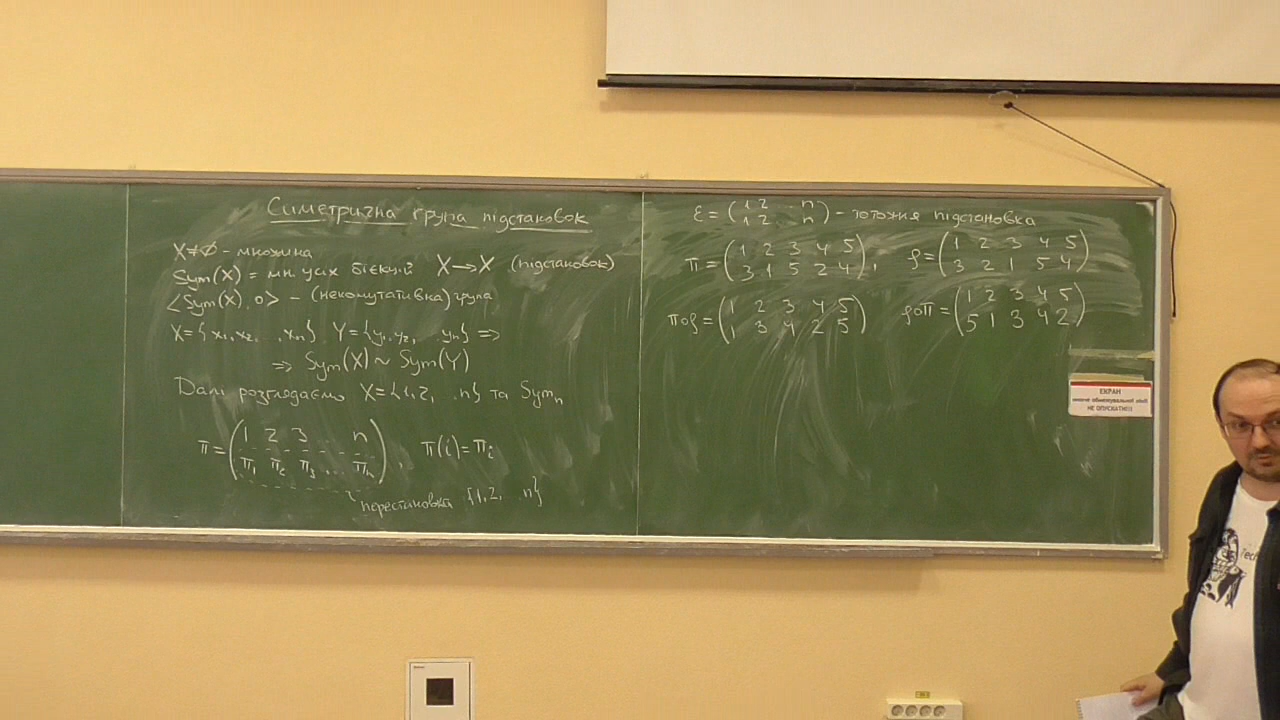 Симетрична група підстановок
X≠∅ - множина
Sym(X) = мн. усіх бієкцій X→X (підстановок)
<Sym(X), ∘> - (некомутативна) група
X={x₁,x₂, ,xₙ} Y={y₁,y₂, yₙ} =>
=> Sym(X) ~ Sym(Y)
Далі розглядаємо X={1,2, .n} та Symₙ
π=(1 2 3 n
π₁ π₂ π₃ ... πₙ), π(i)=πᵢ
перестановка {1,2, n}
ε=(1 2 .. n
1 2 .. n) - тотожня підстановка
π=(1 2 3 4 5
3 1 5 2 4), ρ=(1 2 3 4 5
3 2 1 5 4)
π∘ρ=(1 2 3 4 5
1 3 4 2 5) ρ∘π=(1 2 3 4 5
5 1 3 4 2)
ЕКРАН
НЕ ОПУСКАТИ!!!